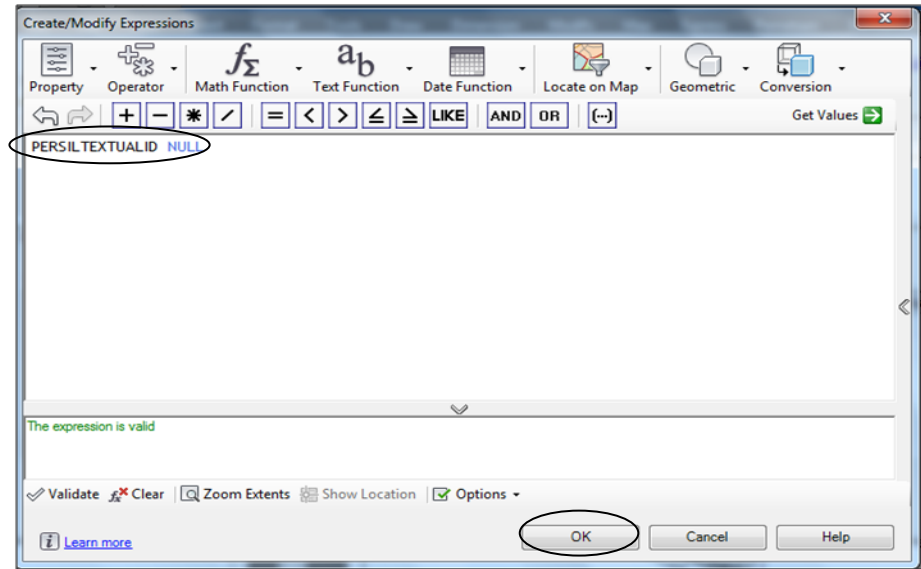 Create/Modify Expressions
Property Operator Math Function Text Function Date Function Locate on Map Geometric Conversion
+ - * / = < > ≤ ≥ LIKE AND OR (...) Get Values
PERSILTEXTUALID NULL
The expression is valid
Validate Clear Zoom Extents Show Location Options
Learn more OK Cancel Help